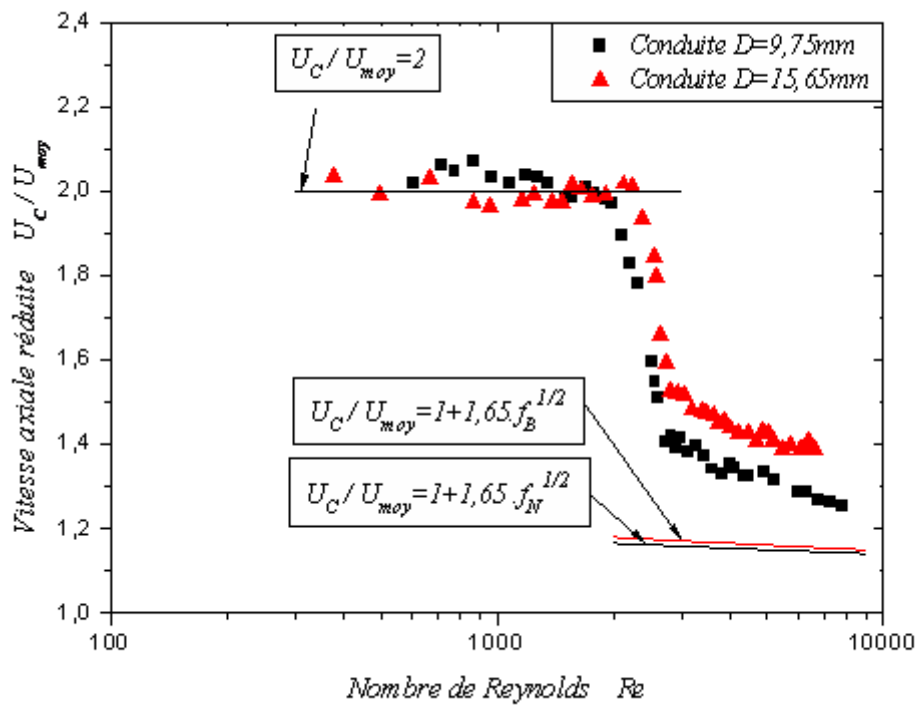 2,4
2,2
2,0
1,8
1,6
1,4
1,2
1,0
Vitesse axiale réduite U_C/U_moy
U_C/U_moy=2
Conduite D=9,75mm
Conduite D=15,65mm
U_C/U_moy=1+1,65.f_B^1/2
U_C/U_moy=1+1,65.f_N^1/2
100
1000
10000
Nombre de Reynolds Re